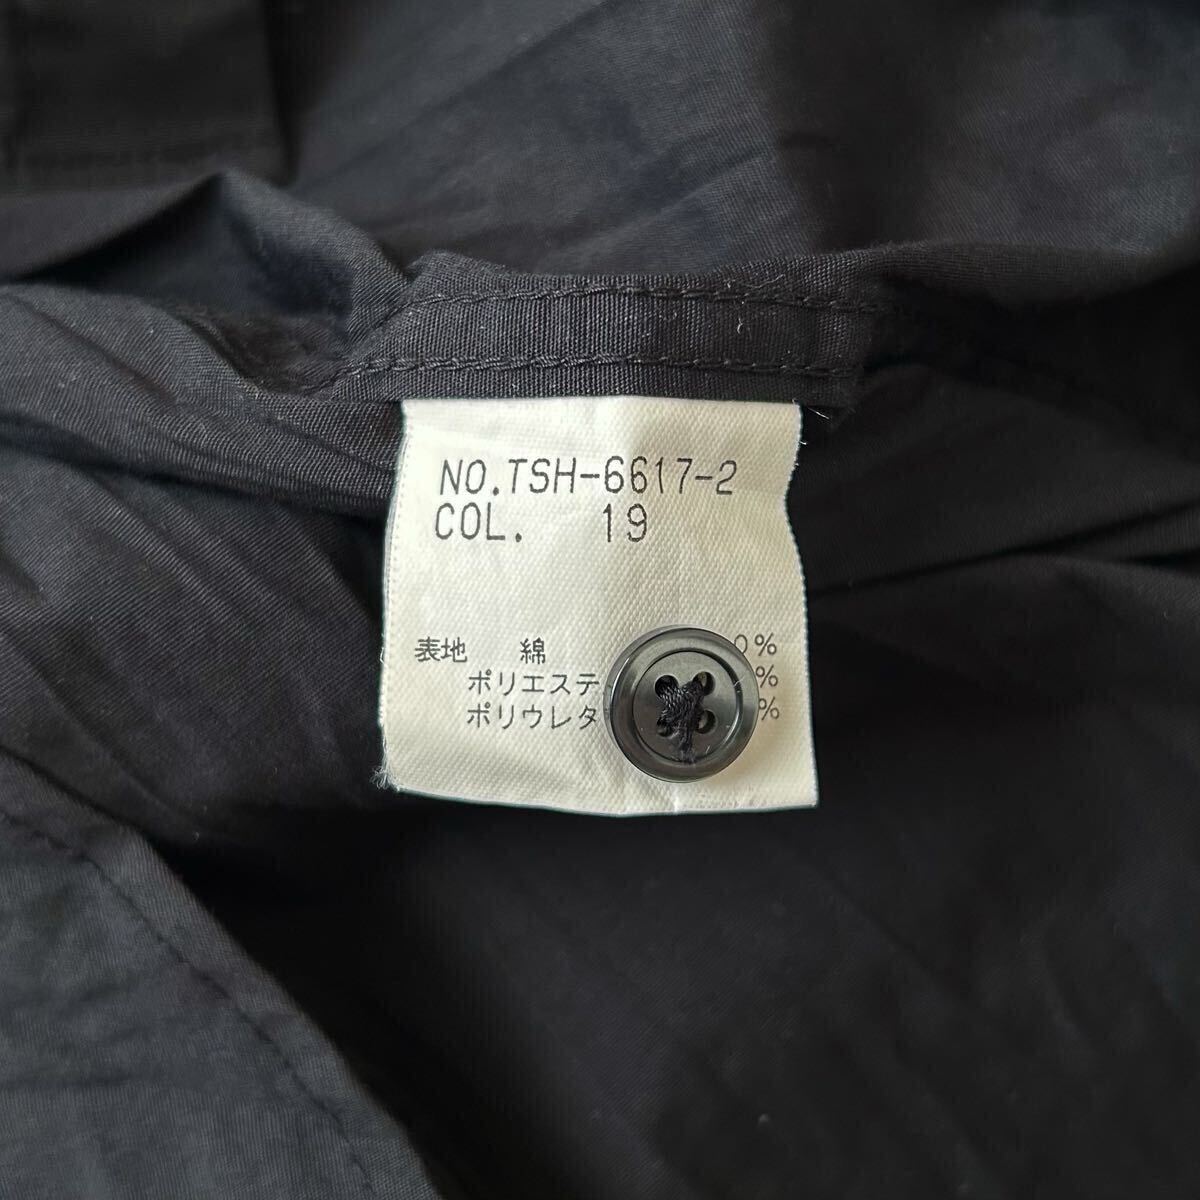 NO.TSH-6617-2
COL. 19
表地 綿 0%
ポリエステ %
ポリウレタ %